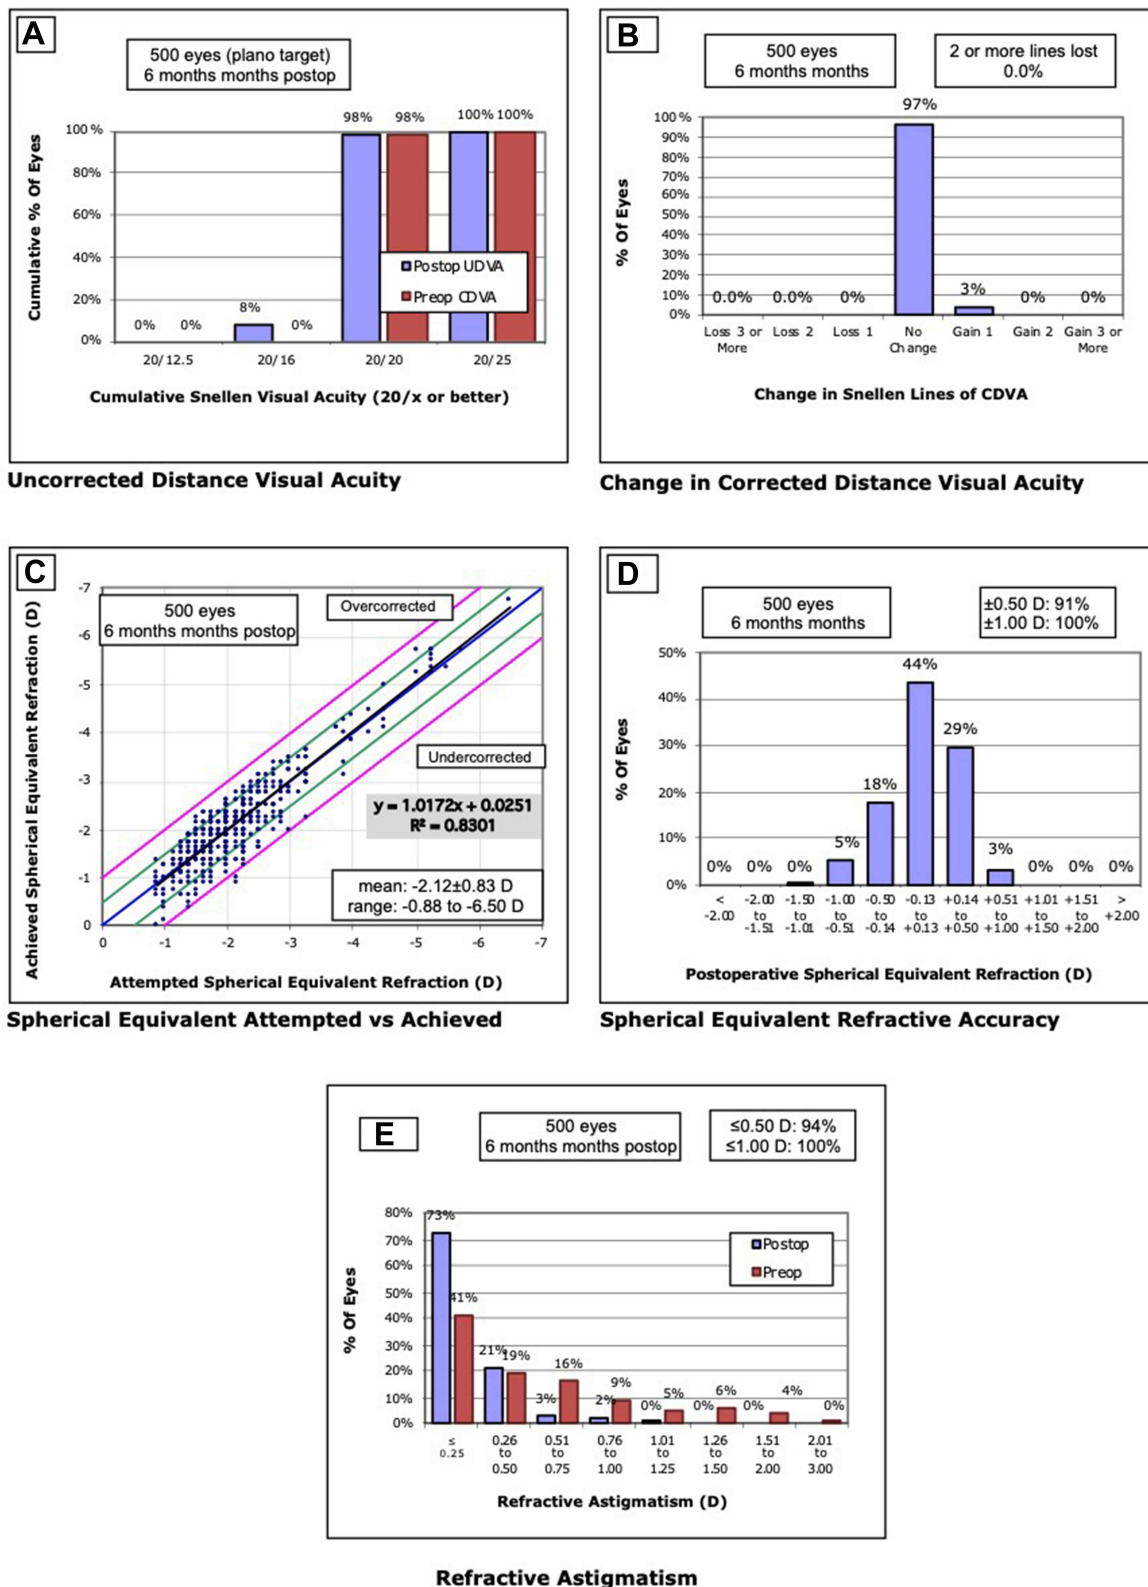 A
500 eyes (plano target)
6 months months postop
98%
98%
100%
100%
8%
0%
0%
0%
Cumulative % Of Eyes
100%
80%
60%
40%
20%
0%
Postop UDVA
Preop CDVA
20/12.5
20/16
20/20
20/25
Cumulative Snellen Visual Acuity (20/x or better)
Uncorrected Distance Visual Acuity
B
500 eyes
6 months months
2 or more lines lost
0.0%
97%
% Of Eyes
100%
90%
80%
70%
60%
50%
40%
30%
20%
10%
0%
0.0%
0.0%
0%
3%
0%
0%
Loss 3 or
More
Loss 2
Loss 1
No
Change
Gain 1
Gain 2
Gain 3 or
More
Change in Snellen Lines of CDVA
Change in Corrected Distance Visual Acuity
C
500 eyes
6 months months postop
Overcorrected
Undercorrected
Achieved Spherical Equivalent Refraction (D)
-7
-6
-5
-4
-3
-2
-1
0
y = 1.0172x + 0.0251
R² = 0.8301
mean: -2.12±0.83 D
range: -0.88 to -6.50 D
0
-1
-2
-3
-4
-5
-6
-7
Attempted Spherical Equivalent Refraction (D)
Spherical Equivalent Attempted vs Achieved
D
500 eyes
6 months months
±0.50 D: 91%
±1.00 D: 100%
% Of Eyes
50%
40%
30%
20%
10%
0%
0%
0%
0%
5%
18%
44%
29%
3%
0%
0%
0%
<
-2.00
-2.00
to
-1.51
-1.50
to
-1.01
-1.00
to
-0.51
-0.50
to
-0.14
-0.13
to
+0.13
+0.14
to
+0.50
+0.51
to
+1.00
+1.01
to
+1.50
+1.51
to
+2.00
>
+2.00
Postoperative Spherical Equivalent Refraction (D)
Spherical Equivalent Refractive Accuracy
E
500 eyes
6 months months postop
≤0.50 D: 94%
≤1.00 D: 100%
% Of Eyes
80%
70%
60%
50%
40%
30%
20%
10%
0%
73%
41%
21%
19%
3%
16%
2%
9%
0%
5%
0%
6%
0%
4%
0%
Postop
Preop
≤
0.25
0.26
to
0.50
0.51
to
0.75
0.76
to
1.00
1.01
to
1.25
1.26
to
1.50
1.51
to
2.00
2.01
to
3.00
Refractive Astigmatism (D)
Refractive Astigmatism